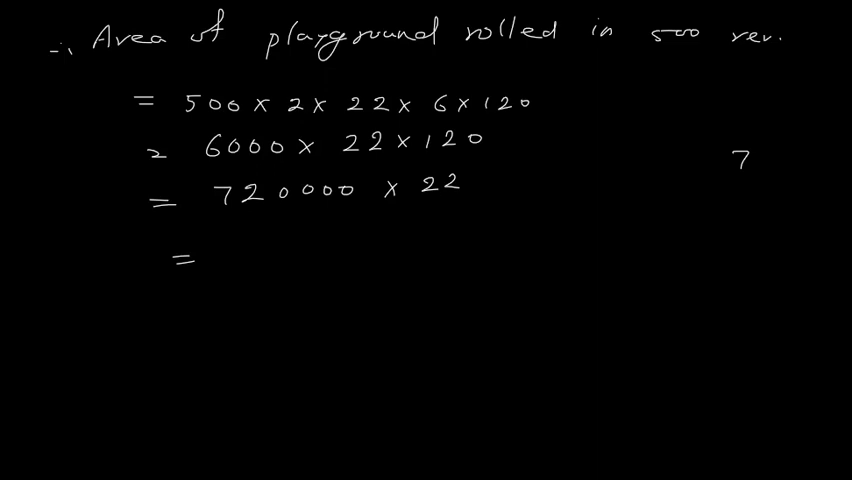 ∴ Area of playground rolled in 500 rev.
= 500 × 2 × 22 × 6 × 120
= 6000 × 22 × 120
7
= 720000 × 22
=